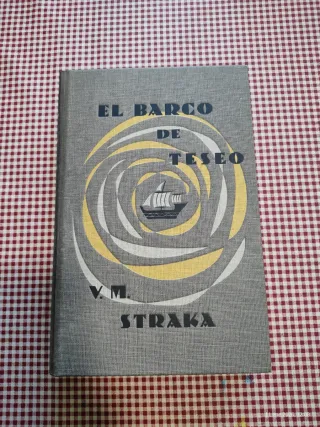 EL BARCO
DE
TESEO
V. M.
STRAKA